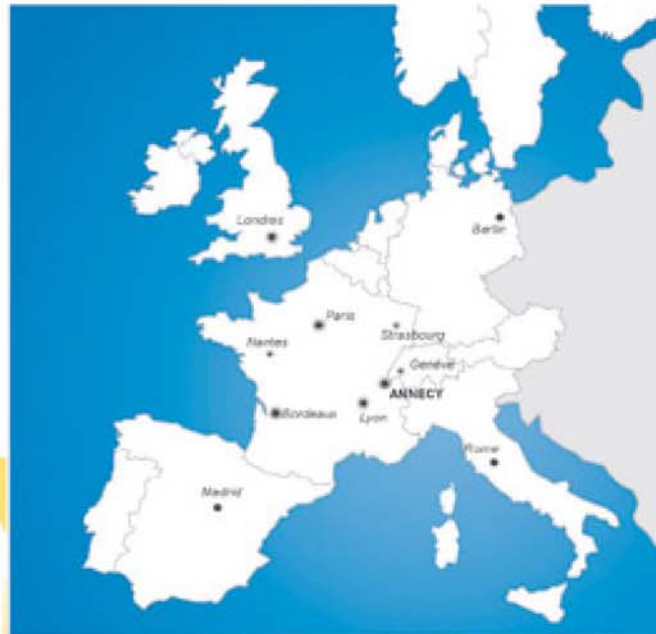 Londres
Berlin
Paris
Strasbourg
Nantes
Genève
ANNECY
Bordeaux
Lyon
Rome
Madrid